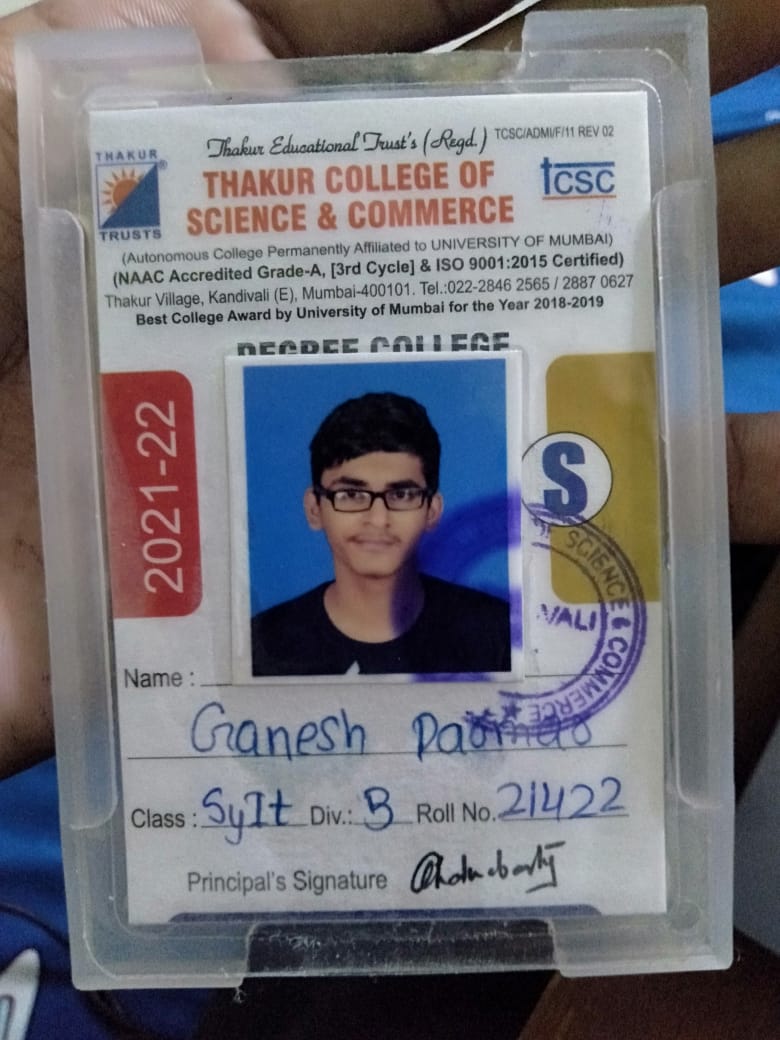 THAKUR
TRUSTS
®
Thakur Educational Trust's (Regd.)
TCSC/ADMI/F/11 REV 02
THAKUR COLLEGE OF
SCIENCE & COMMERCE
tcsc
(Autonomous College Permanently Affiliated to UNIVERSITY OF MUMBAI)
(NAAC Accredited Grade-A, [3rd Cycle] & ISO 9001:2015 Certified)
Thakur Village, Kandivali (E), Mumbai-400101. Tel.:022-2846 2565 / 2887 0627
Best College Award by University of Mumbai for the Year 2018-2019
DEGREE COLLEGE
2021-22
S
SCIENCE & COMMERCE
VALI
Name :
Ganesh
Class : SyIt Div.: B Roll No. 21422
Principal's Signature